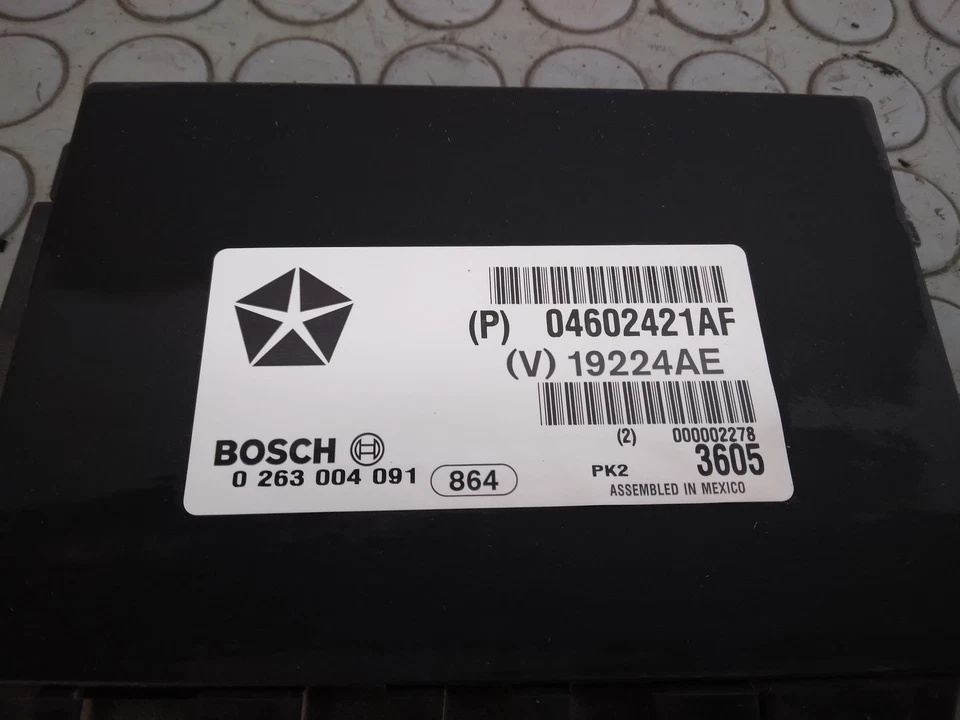 (P) 04602421AF
(V) 19224AE
(2) 000002278
BOSCH
0 263 004 091
864
PK2 3605
ASSEMBLED IN MEXICO